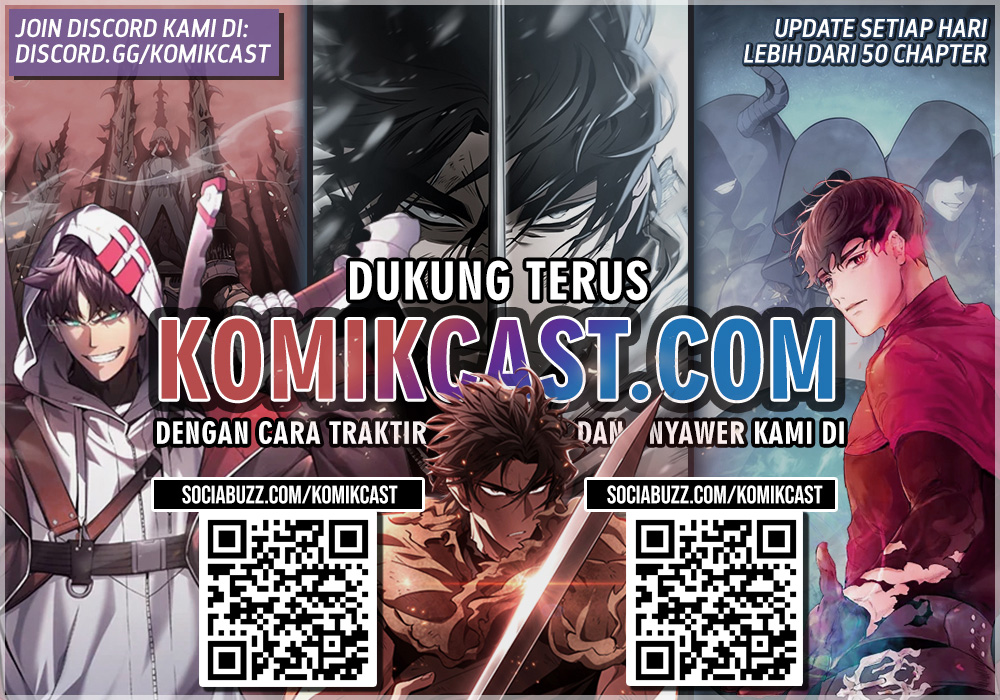 JOIN DISCORD KAMI DI:
DISCORD.GG/KOMIKCAST
UPDATE SETIAP HARI
LEBIH DARI 50 CHAPTER
DUKUNG TERUS
KOMIKCAST.COM
DENGAN CARA TRAKTIR DAN NYAWER KAMI DI
SOCIABUZZ.COM/KOMIKCAST
SOCIABUZZ.COM/KOMIKCAST